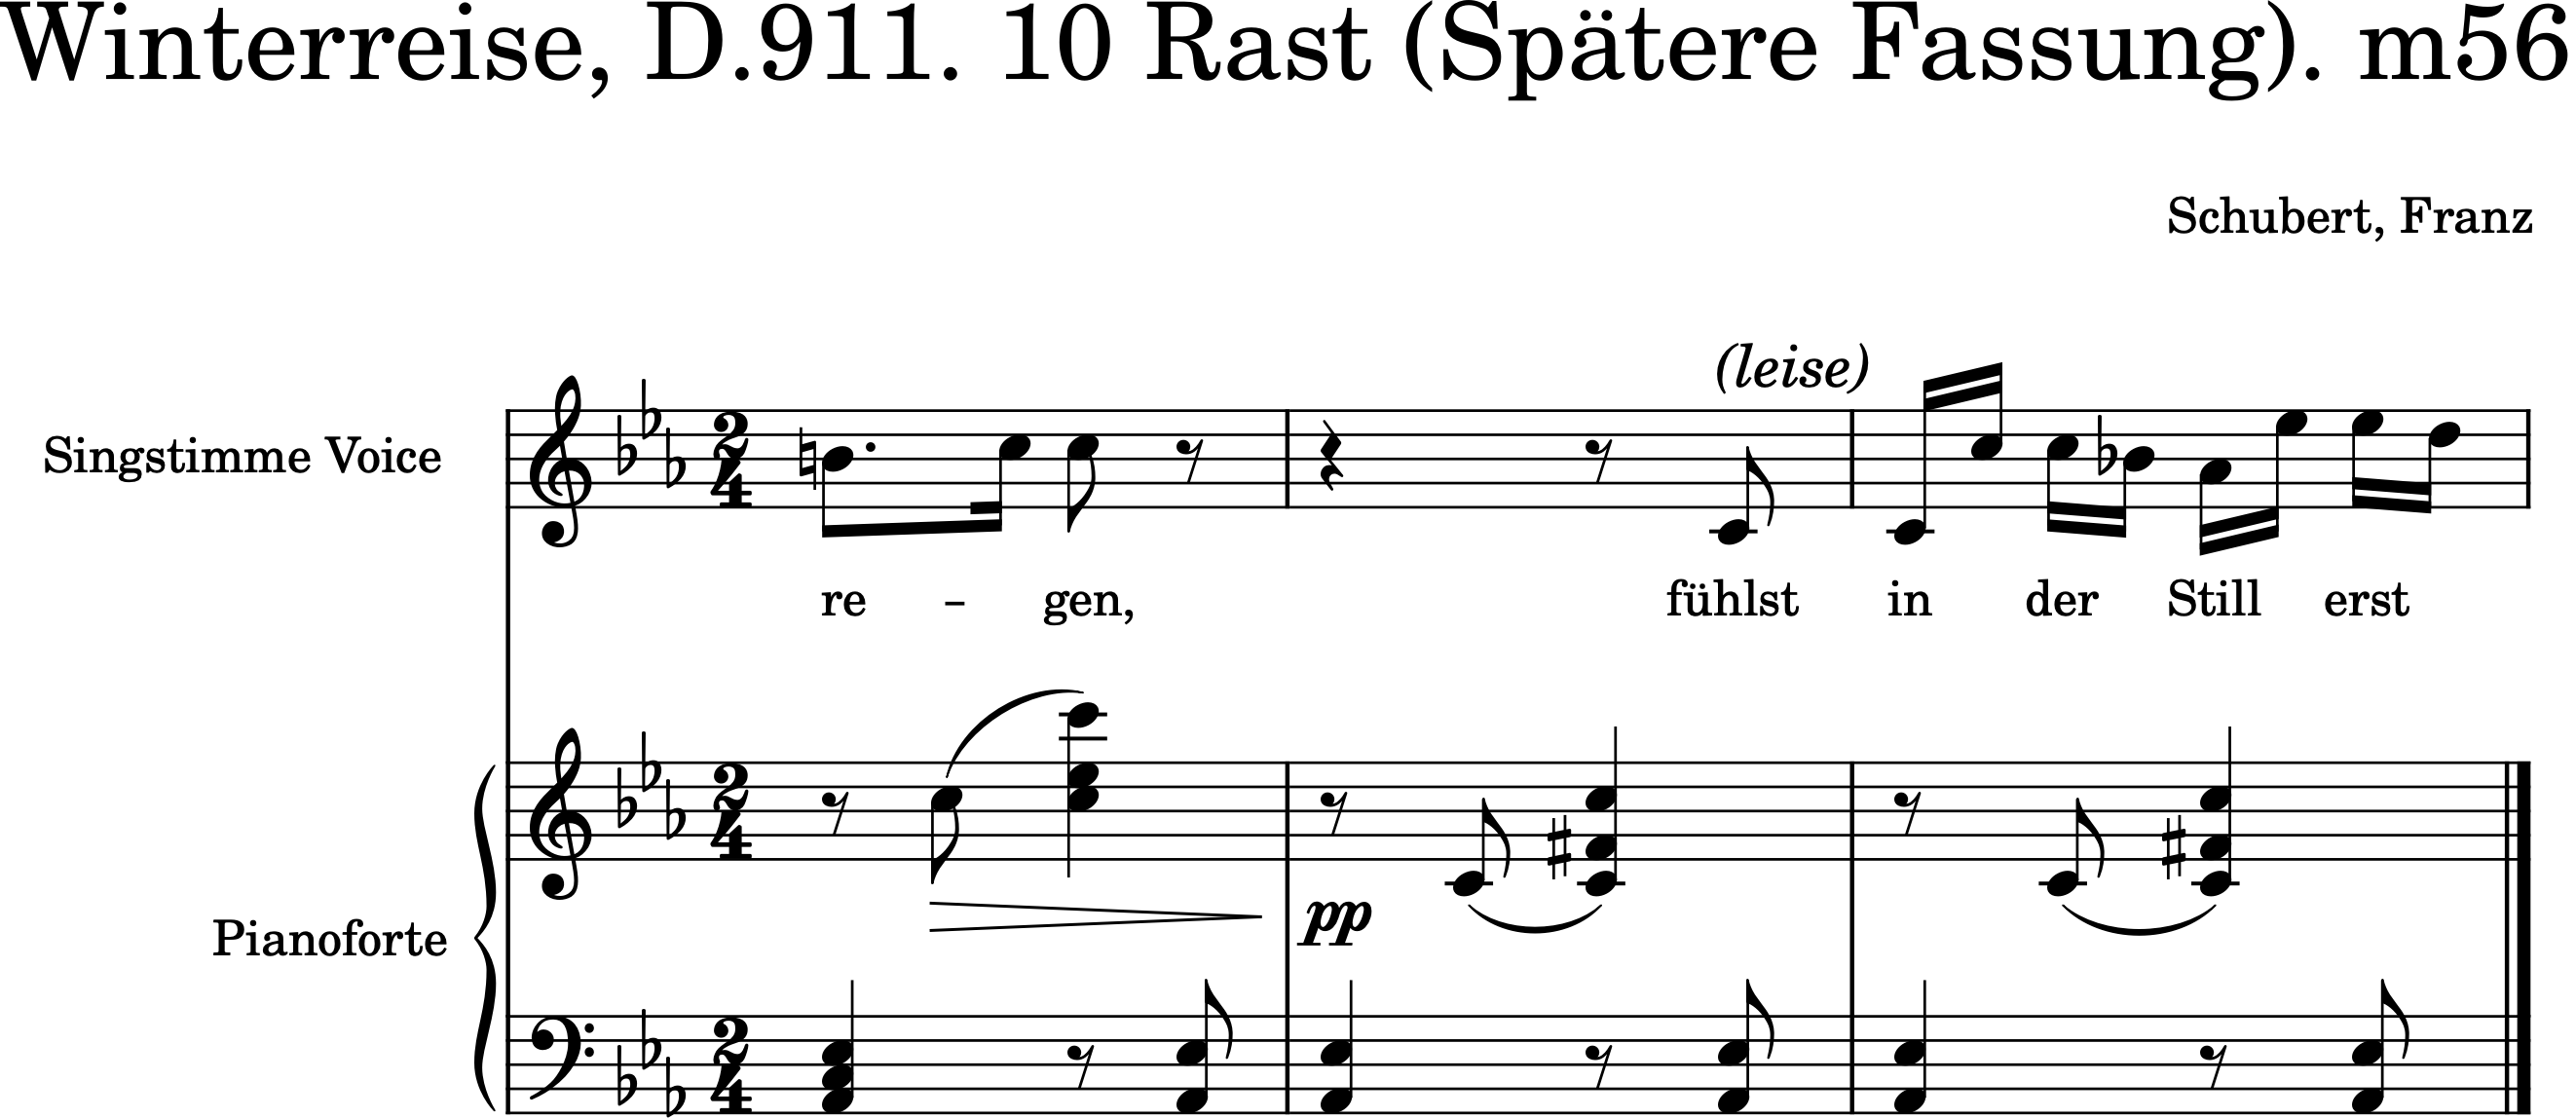 Winterreise, D.911. 10 Rast (Spätere Fassung). m56
Schubert, Franz
(leise)
Singstimme Voice
re - gen, fühlst in der Still erst
pp
Pianoforte